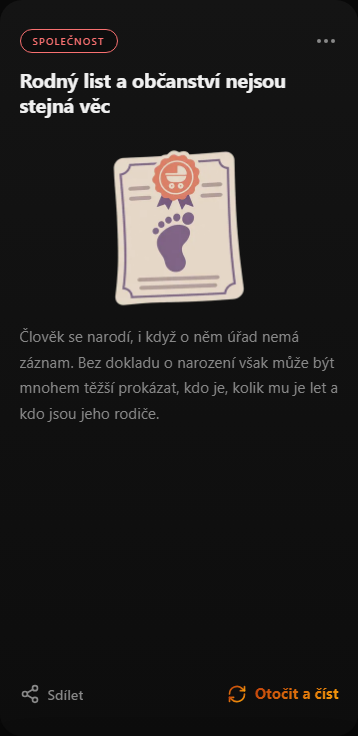 SPOLEČNOST
Rodný list a občanství nejsou
stejná věc
Člověk se narodí, i když o něm úřad nemá
záznam. Bez dokladu o narození však může být
mnohem těžší prokázat, kdo je, kolik mu je let a
kdo jsou jeho rodiče.
Sdílet
Otočit a číst